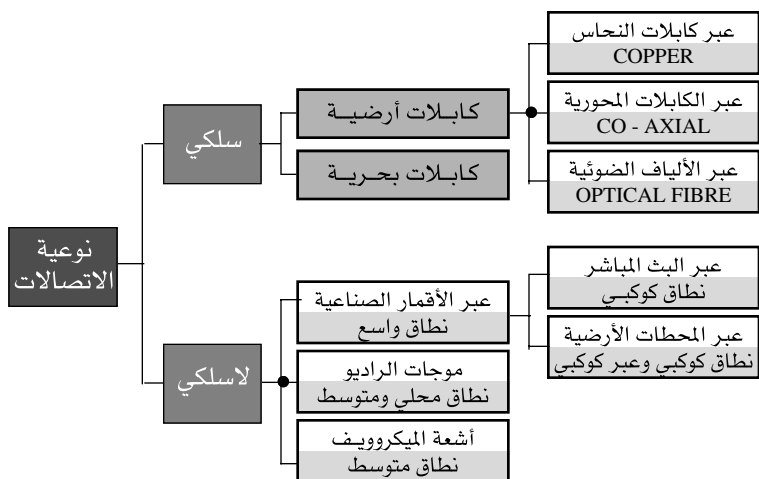 نوعية
الاتصالات
سلكي
كابلات أرضية
عبر كابلات النحاس
COPPER
عبر الكابلات المحورية
CO - AXIAL
عبر الألياف الضوئية
OPTICAL FIBRE
كابلات بحرية
لاسلكي
عبر الأقمار الصناعية
نطاق واسع
عبر البث المباشر
نطاق كوكبي
عبر المحطات الأرضية
نطاق كوكبي وعبر كوكبي
موجات الراديو
نطاق محلي ومتوسط
أشعة الميكروويف
نطاق متوسط